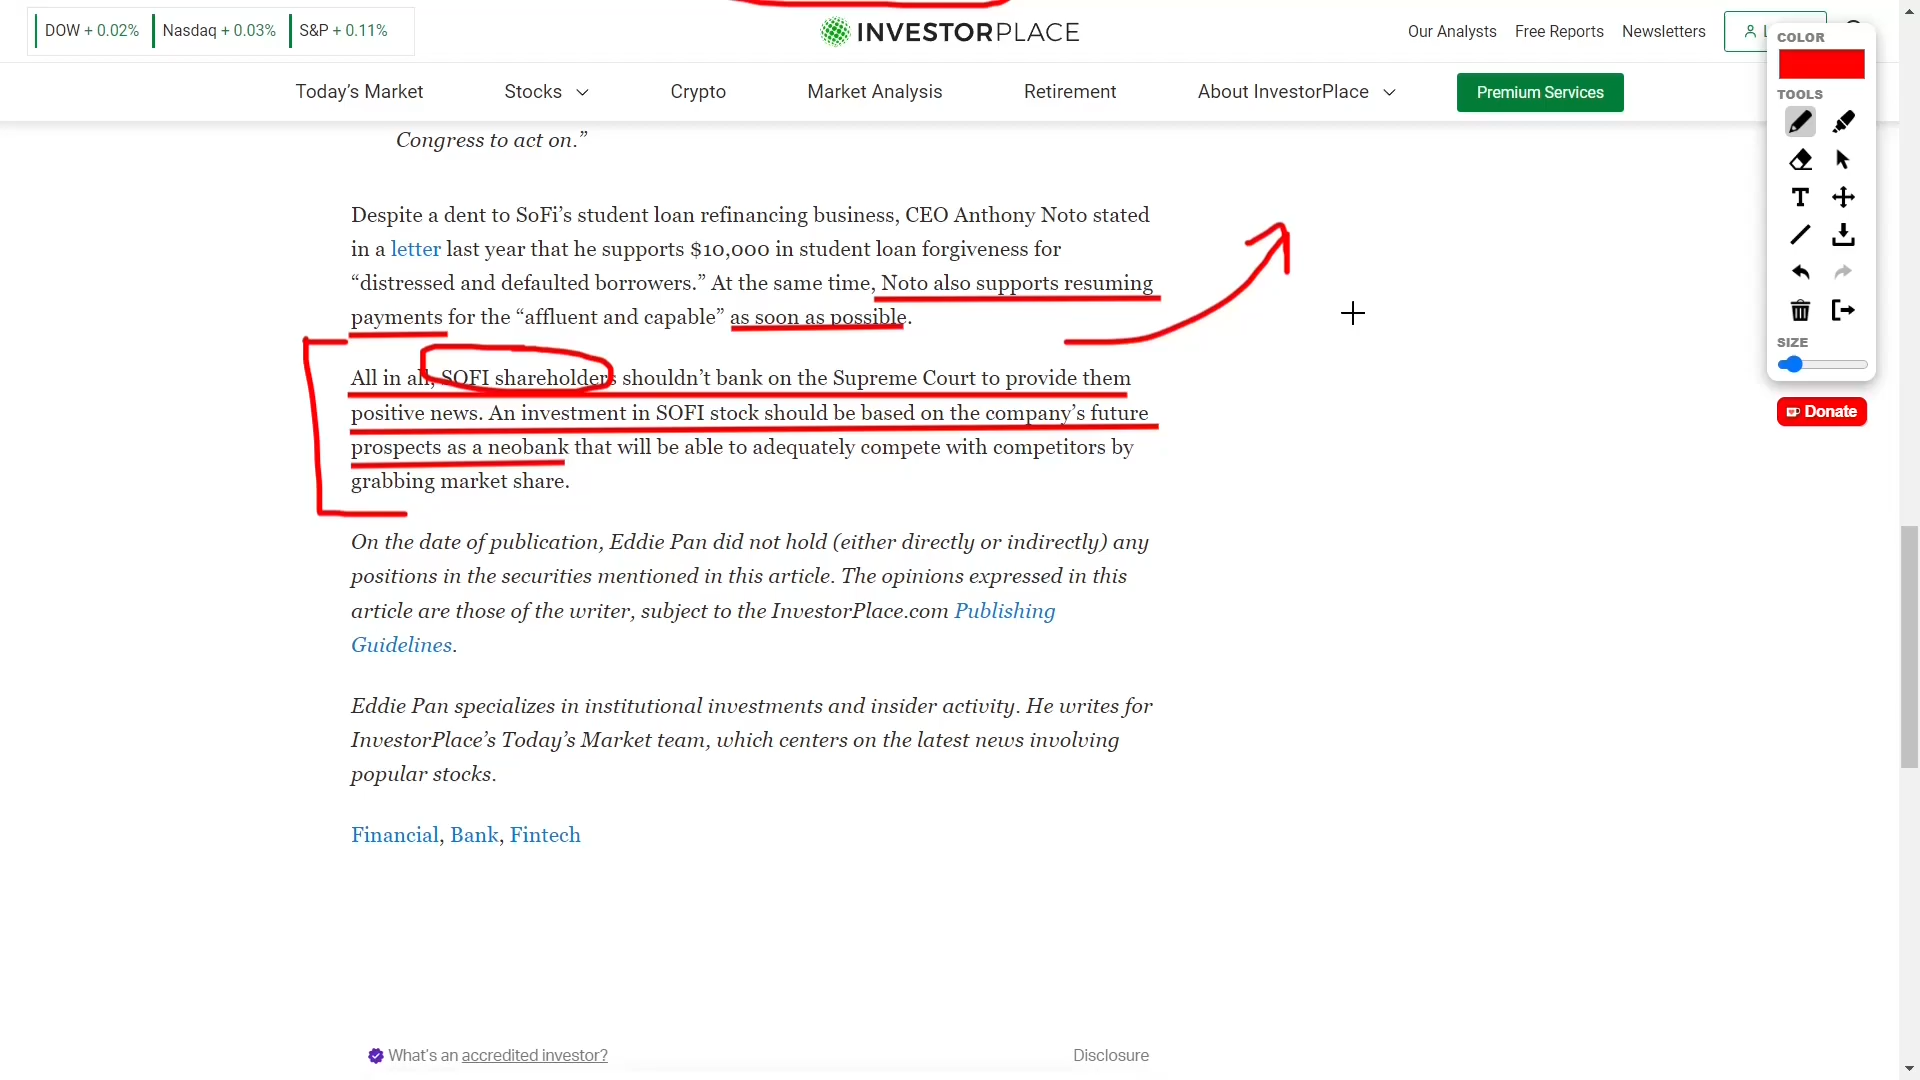 DOW + 0.02% Nasdaq + 0.03% S&P + 0.11%
INVESTORPLACE
Our Analysts Free Reports Newsletters
Today’s Market Stocks Crypto Market Analysis Retirement About InvestorPlace Premium Services
COLOR
TOOLS
T
SIZE
Donate
Congress to act on.”
Despite a dent to SoFi’s student loan refinancing business, CEO Anthony Noto stated
in a letter last year that he supports $10,000 in student loan forgiveness for
“distressed and defaulted borrowers.” At the same time, Noto also supports resuming
payments for the “affluent and capable” as soon as possible.
All in all, SOFI shareholders shouldn’t bank on the Supreme Court to provide them
positive news. An investment in SOFI stock should be based on the company’s future
prospects as a neobank that will be able to adequately compete with competitors by
grabbing market share.
On the date of publication, Eddie Pan did not hold (either directly or indirectly) any
positions in the securities mentioned in this article. The opinions expressed in this
article are those of the writer, subject to the InvestorPlace.com Publishing
Guidelines.
Eddie Pan specializes in institutional investments and insider activity. He writes for
InvestorPlace’s Today’s Market team, which centers on the latest news involving
popular stocks.
Financial, Bank, Fintech
What's an accredited investor? Disclosure